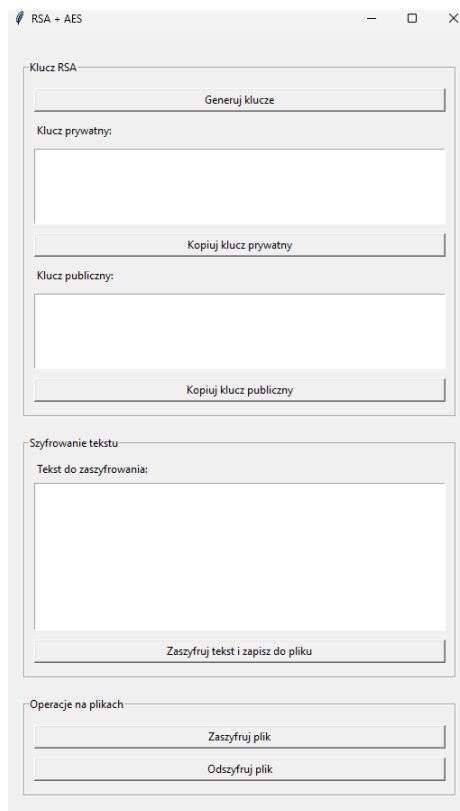 RSA + AES
Klucz RSA
Generuj klucze
Klucz prywatny:
Kopiuj klucz prywatny
Klucz publiczny:
Kopiuj klucz publiczny
Szyfrowanie tekstu
Tekst do zaszyfrowania:
Zaszyfruj tekst i zapisz do pliku
Operacje na plikach
Zaszyfruj plik
Odszyfruj plik